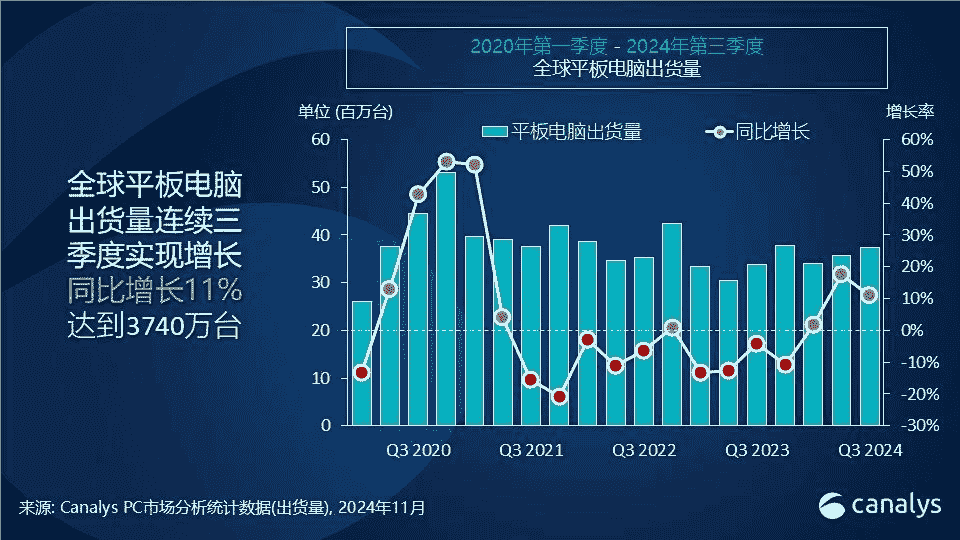 2020年第一季度 - 2024年第三季度
全球平板电脑出货量
单位 (百万台)
增长率
平板电脑出货量
同比增长
60
50
40
30
20
10
0
60%
50%
40%
30%
20%
10%
0%
-10%
-20%
-30%
Q3 2020
Q3 2021
Q3 2022
Q3 2023
Q3 2024
全球平板电脑
出货量连续三
季度实现增长
同比增长11%
达到3740万台
来源: Canalys PC市场分析统计数据(出货量), 2024年11月
canalys